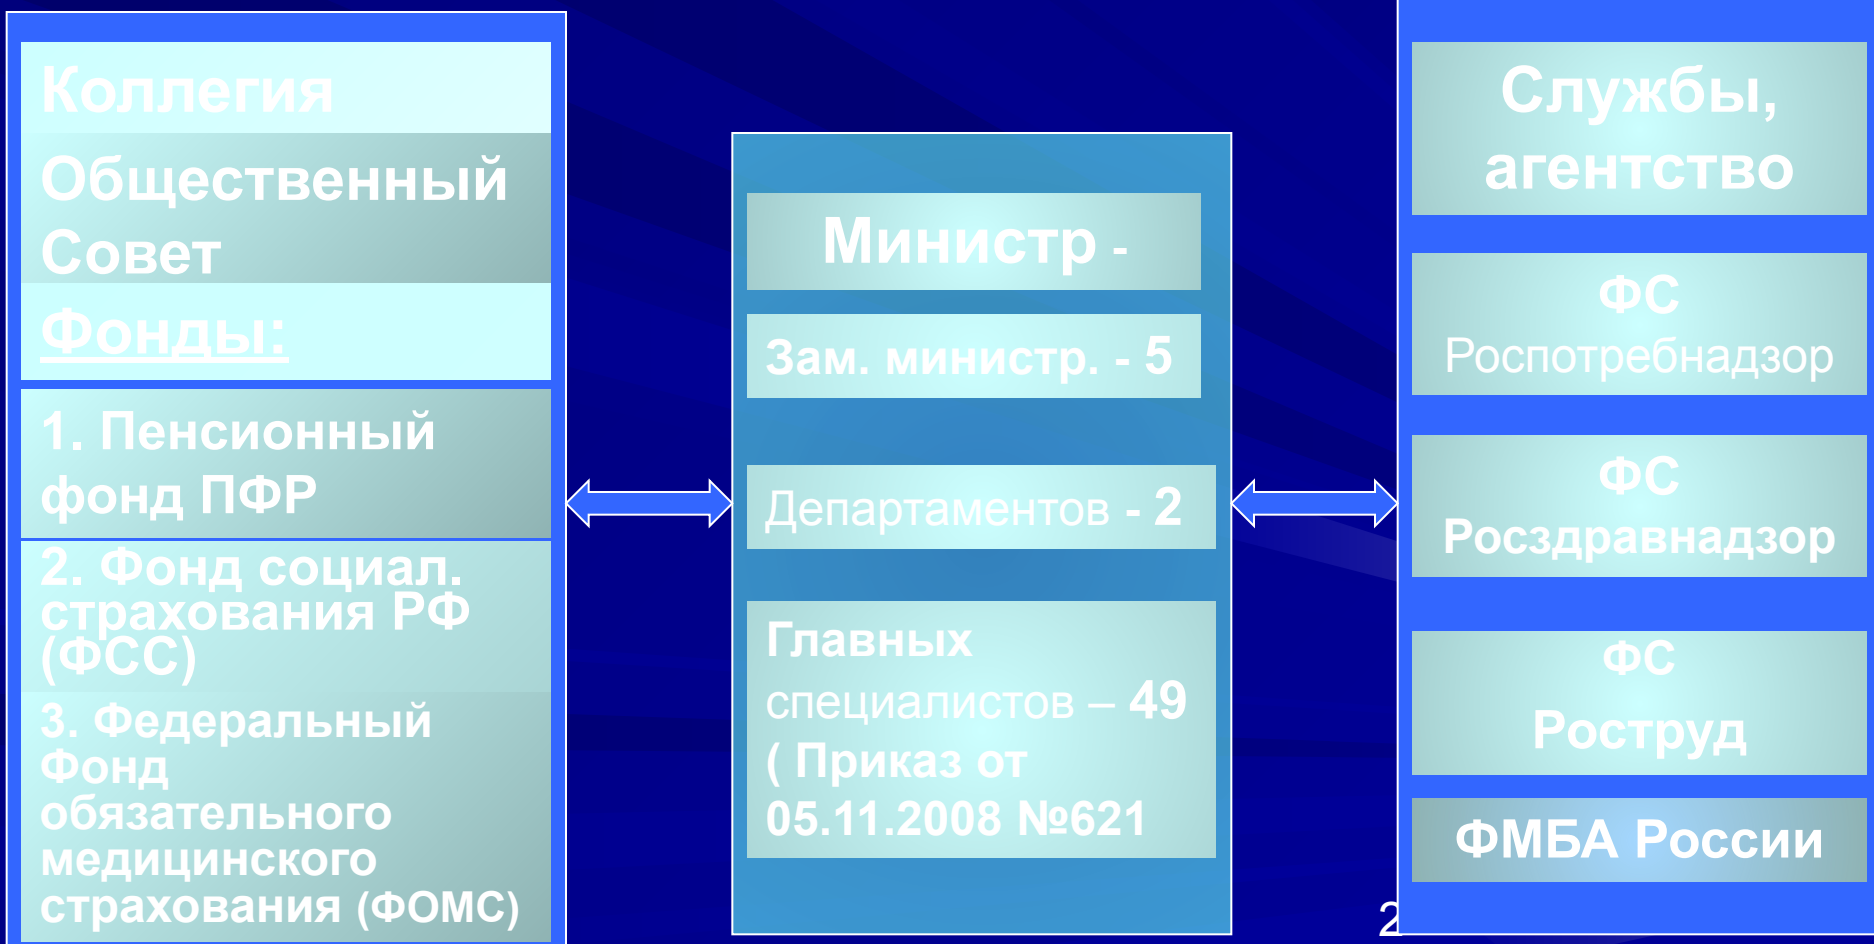 Коллегия
Общественный
Совет
Фонды:
1. Пенсионный
фонд ПФР
2. Фонд социал.
страхования РФ
(ФСС)
3. Федеральный
Фонд
обязательного
медицинского
страхования (ФОМС)
Министр -
Зам. министр. - 5
Департаментов - 2
Главных
специалистов – 49
( Приказ от
05.11.2008 №621
Службы,
агентство
ФС
Роспотребнадзор
ФС
Росздравнадзор
ФС
Роструд
ФМБА России
2